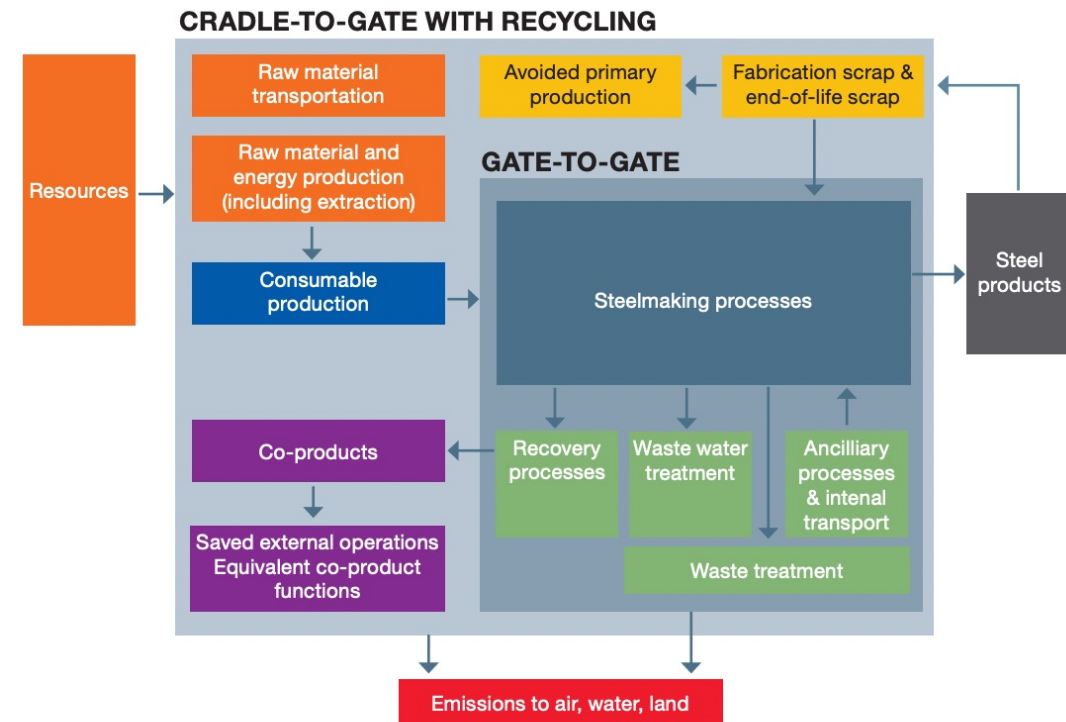 CRADLE-TO-GATE WITH RECYCLING
Resources
Raw material
transportation
Raw material and
energy production
(including extraction)
Consumable
production
Co-products
Saved external operations
Equivalent co-product
functions
Avoided primary
production
Fabrication scrap &
end-of-life scrap
GATE-TO-GATE
Steelmaking processes
Recovery
processes
Waste water
treatment
Ancilliary
processes
& intenal
transport
Waste treatment
Steel
products
Emissions to air, water, land